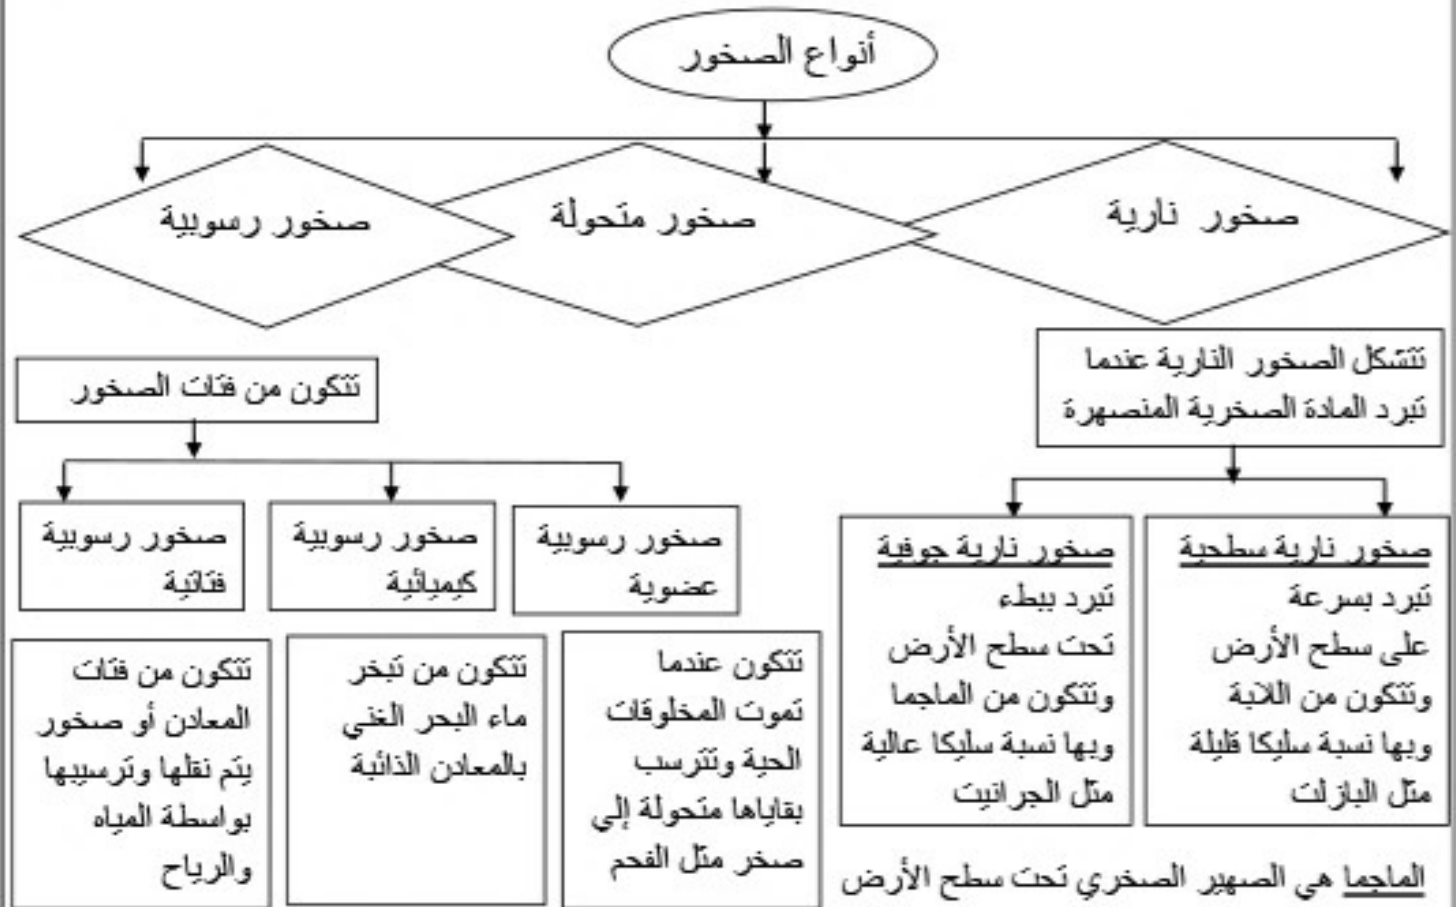 أنواع الصخور
صخور نارية
صخور متحولة
صخور رسوبية
تتشكل الصخور النارية عندما
تبرد المادة الصخرية المنصهرة
صخور نارية سطحية
تبرد بسرعة
على سطح الأرض
وتتكون من اللابة
وبها نسبة سليكا قليلة
مثل البازلت
صخور نارية جوفية
تبرد ببطء
تحت سطح الأرض
وتتكون من الماجما
وبها نسبة سليكا عالية
مثل الجرانيت
الماجما هي الصهير الصخري تحت سطح الأرض
تتكون من فتات الصخور
صخور رسوبية
عضوية
تتكون عندما
تموت المخلوقات
الحية وتترسب
بقاياها متحولة إلي
صخر مثل الفحم
صخور رسوبية
كيميائية
تتكون من تبخر
ماء البحر الغني
بالمعادن الذائبة
صخور رسوبية
فتاتية
تتكون من فتات
المعادن أو صخور
يتم نقلها وترسيبها
بواسطة المياه
والرياح